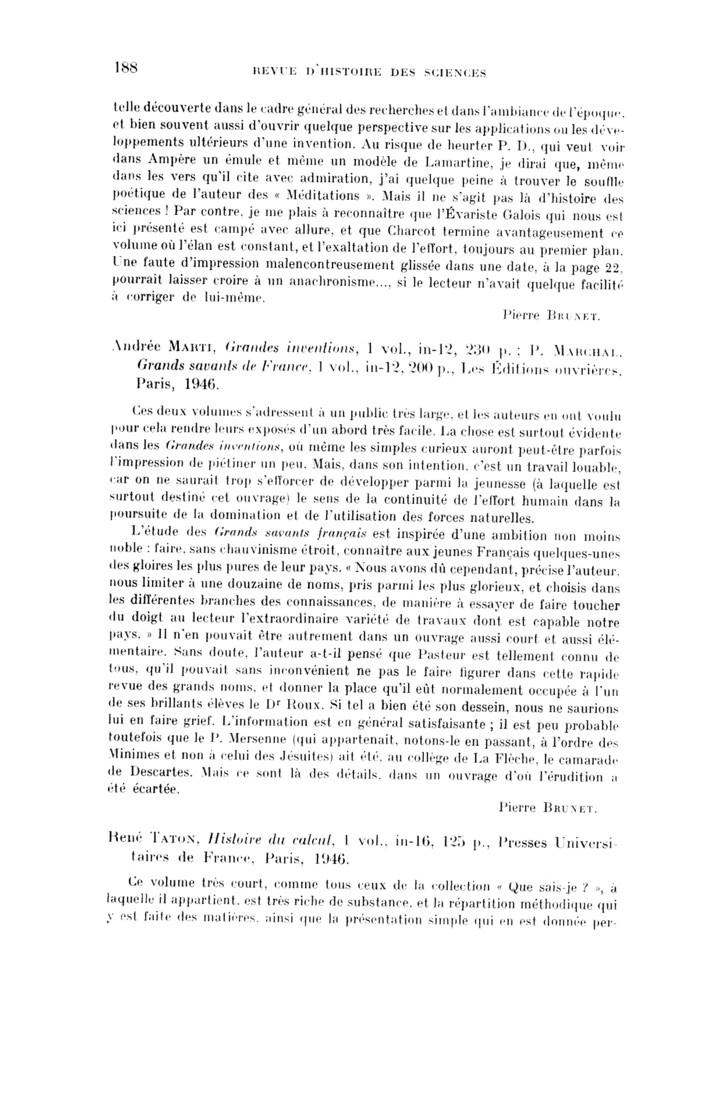 188
REVUE D'HISTOIRE DES SCIENCES
telle découverte dans le cadre général des recherches et dans l'ambiance de l'époque,
et bien souvent aussi d'ouvrir quelque perspective sur les applications ou les déve-
loppements ultérieurs d'une invention. Au risque de heurter P. D., qui veut voir
dans Ampère un émule et même un modèle de Lamartine, je dirai que, même
dans les vers qu'il cite avec admiration, j'ai quelque peine à trouver le souffle
poétique de l'auteur des « Méditations ». Mais il ne s'agit pas là d'histoire des
sciences ! Par contre, je me plais à reconnaître que l'Évariste Galois qui nous est
ici présenté est campé avec allure, et que Charcot termine avantageusement ce
volume où l'élan est constant, et l'exaltation de l'effort, toujours au premier plan.
Une faute d'impression malencontreusement glissée dans une date, à la page 22,
pourrait laisser croire à un anachronisme..., si le lecteur n'avait quelque facilité
à corriger de lui-même.
Pierre BRUNET.
Andrée MARTI, Grandes inventions, 1 vol., in-12, 230 p. ; P. MARCHAL,
Grands savants de France, 1 vol., in-12, 200 p., Les Éditions ouvrières,
Paris, 1946.
Ces deux volumes s'adressent à un public très large, et les auteurs en ont voulu
pour cela rendre leurs exposés d'un abord très facile. La chose est surtout évidente
dans les Grandes inventions, où même les simples curieux auront peut-être parfois
l'impression de piétiner un peu. Mais, dans son intention, c'est un travail louable,
car on ne saurait trop s'efforcer de développer parmi la jeunesse (à laquelle est
surtout destiné cet ouvrage) le sens de la continuité de l'effort humain dans la
poursuite de la domination et de l'utilisation des forces naturelles.
L'étude des Grands savants français est inspirée d'une ambition non moins
noble : faire, sans chauvinisme étroit, connaître aux jeunes Français quelques-unes
des gloires les plus pures de leur pays. « Nous avons dû cependant, précise l'auteur,
nous limiter à une douzaine de noms, pris parmi les plus glorieux, et choisis dans
les différentes branches des connaissances, de manière à essayer de faire toucher
du doigt au lecteur l'extraordinaire variété de travaux dont est capable notre
pays. » Il n'en pouvait être autrement dans un ouvrage aussi court et aussi élé-
mentaire. Sans doute, l'auteur a-t-il pensé que Pasteur est tellement connu de
tous, qu'il pouvait sans inconvénient ne pas le faire figurer dans cette rapide
revue des grands noms, et donner la place qu'il eût normalement occupée à l'un
de ses brillants élèves le Dr Roux. Si tel a bien été son dessein, nous ne saurions
lui en faire grief. L'information est en général satisfaisante ; il est peu probable
toutefois que le P. Mersenne (qui appartenait, notons-le en passant, à l'ordre des
Minimes et non à celui des Jésuites) ait été, au collège de La Flèche, le camarade
de Descartes. Mais ce sont là des détails, dans un ouvrage d'où l'érudition a
été écartée.
Pierre BRUNET.
René TATON, Histoire du calcul, 1 vol., in-16, 125 p., Presses Universi-
taires de France, Paris, 1946.
Ce volume très court, comme tous ceux de la collection « Que sais-je ? », à
laquelle il appartient, est très riche de substance, et la répartition méthodique qui
y est faite des matières, ainsi que la présentation simple qui en est donnée per-